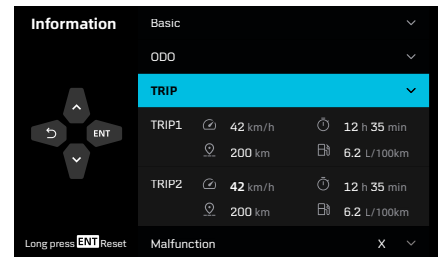 Information
Basic
ODO
TRIP
ENT
TRIP1 42 km/h 12 h 35 min
200 km 6.2 L/100km
TRIP2 42 km/h 12 h 35 min
200 km 6.2 L/100km
Long press ENT Reset
Malfunction X